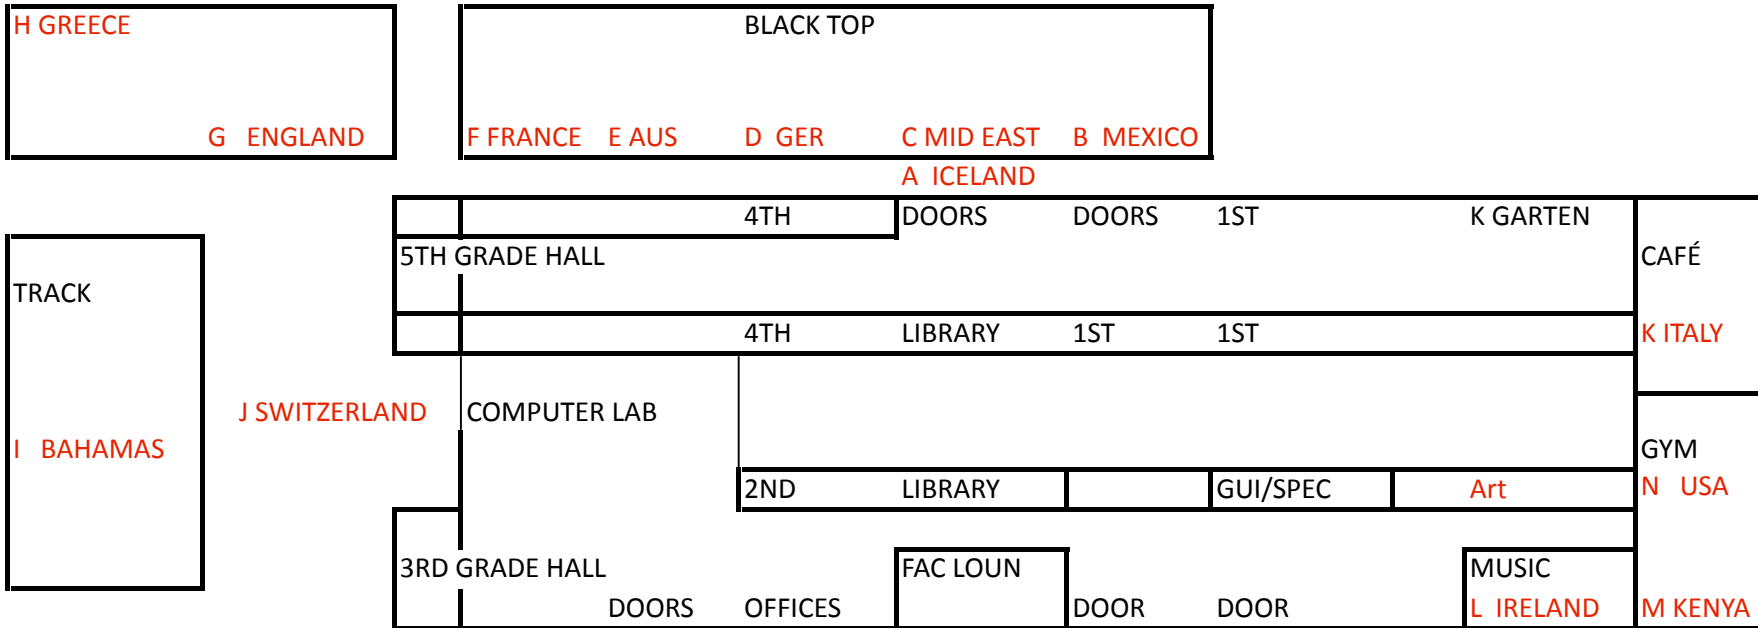 H GREECE BLACK TOP
G ENGLAND F FRANCE E AUS D GER C MID EAST B MEXICO
A ICELAND
4TH DOORS DOORS 1ST K GARTEN
5TH GRADE HALL CAFÉ
TRACK
4TH LIBRARY 1ST 1ST K ITALY
J SWITZERLAND COMPUTER LAB
I BAHAMAS GYM
2ND LIBRARY GUI/SPEC Art N USA
3RD GRADE HALL FAC LOUN MUSIC
DOORS OFFICES DOOR DOOR L IRELAND M KENYA